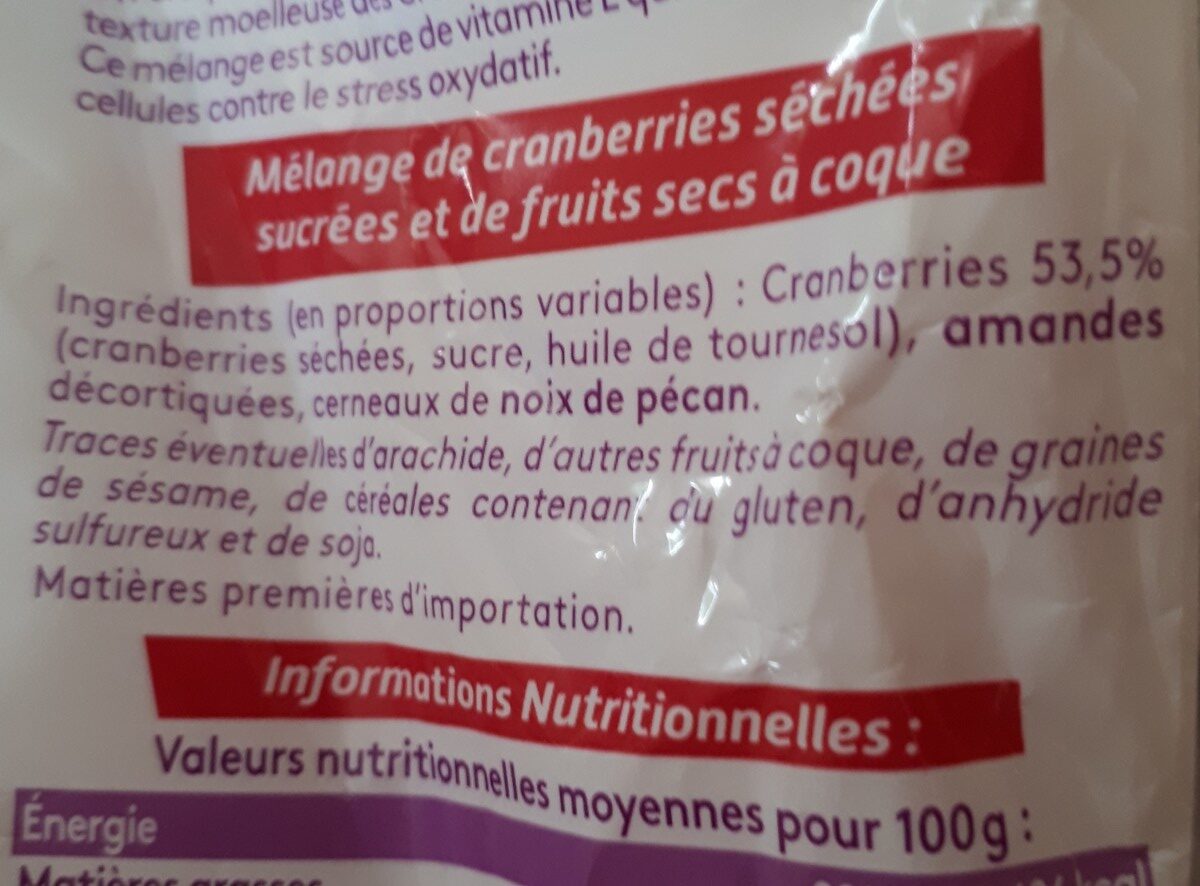 texture moelleuse des
Ce mélange est source de vitamine E
cellules contre le stress oxydatif.
Mélange de cranberries séchées
sucrées et de fruits secs à coque
Ingrédients (en proportions variables) : Cranberries 53,5%
(cranberries séchées, sucre, huile de tournesol), amandes
décortiquées, cerneaux de noix de pécan.
Traces éventuelles d'arachide, d'autres fruits à coque, de graines
de sésame, de céréales contenant du gluten, d'anhydride
sulfureux et de soja.
Matières premières d'importation.
Informations Nutritionnelles :
Valeurs nutritionnelles moyennes pour 100g :
Énergie
Matières grasses